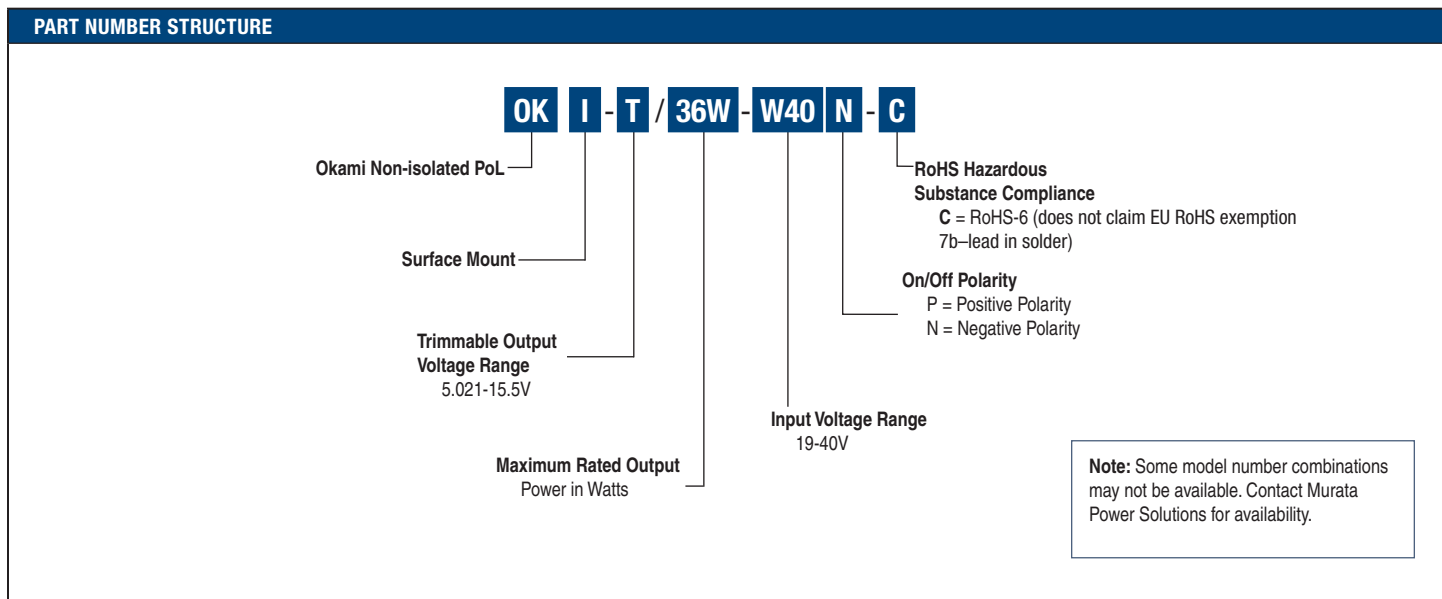 PART NUMBER STRUCTURE
OK I - T / 36W - W40 N - C
Okami Non-isolated PoL
Surface Mount
Trimmable Output
Voltage Range
5.021-15.5V
Maximum Rated Output
Power in Watts
RoHS Hazardous
Substance Compliance
C = RoHS-6 (does not claim EU RoHS exemption
7b–lead in solder)
On/Off Polarity
P = Positive Polarity
N = Negative Polarity
Input Voltage Range
19-40V
Note: Some model number combinations
may not be available. Contact Murata
Power Solutions for availability.